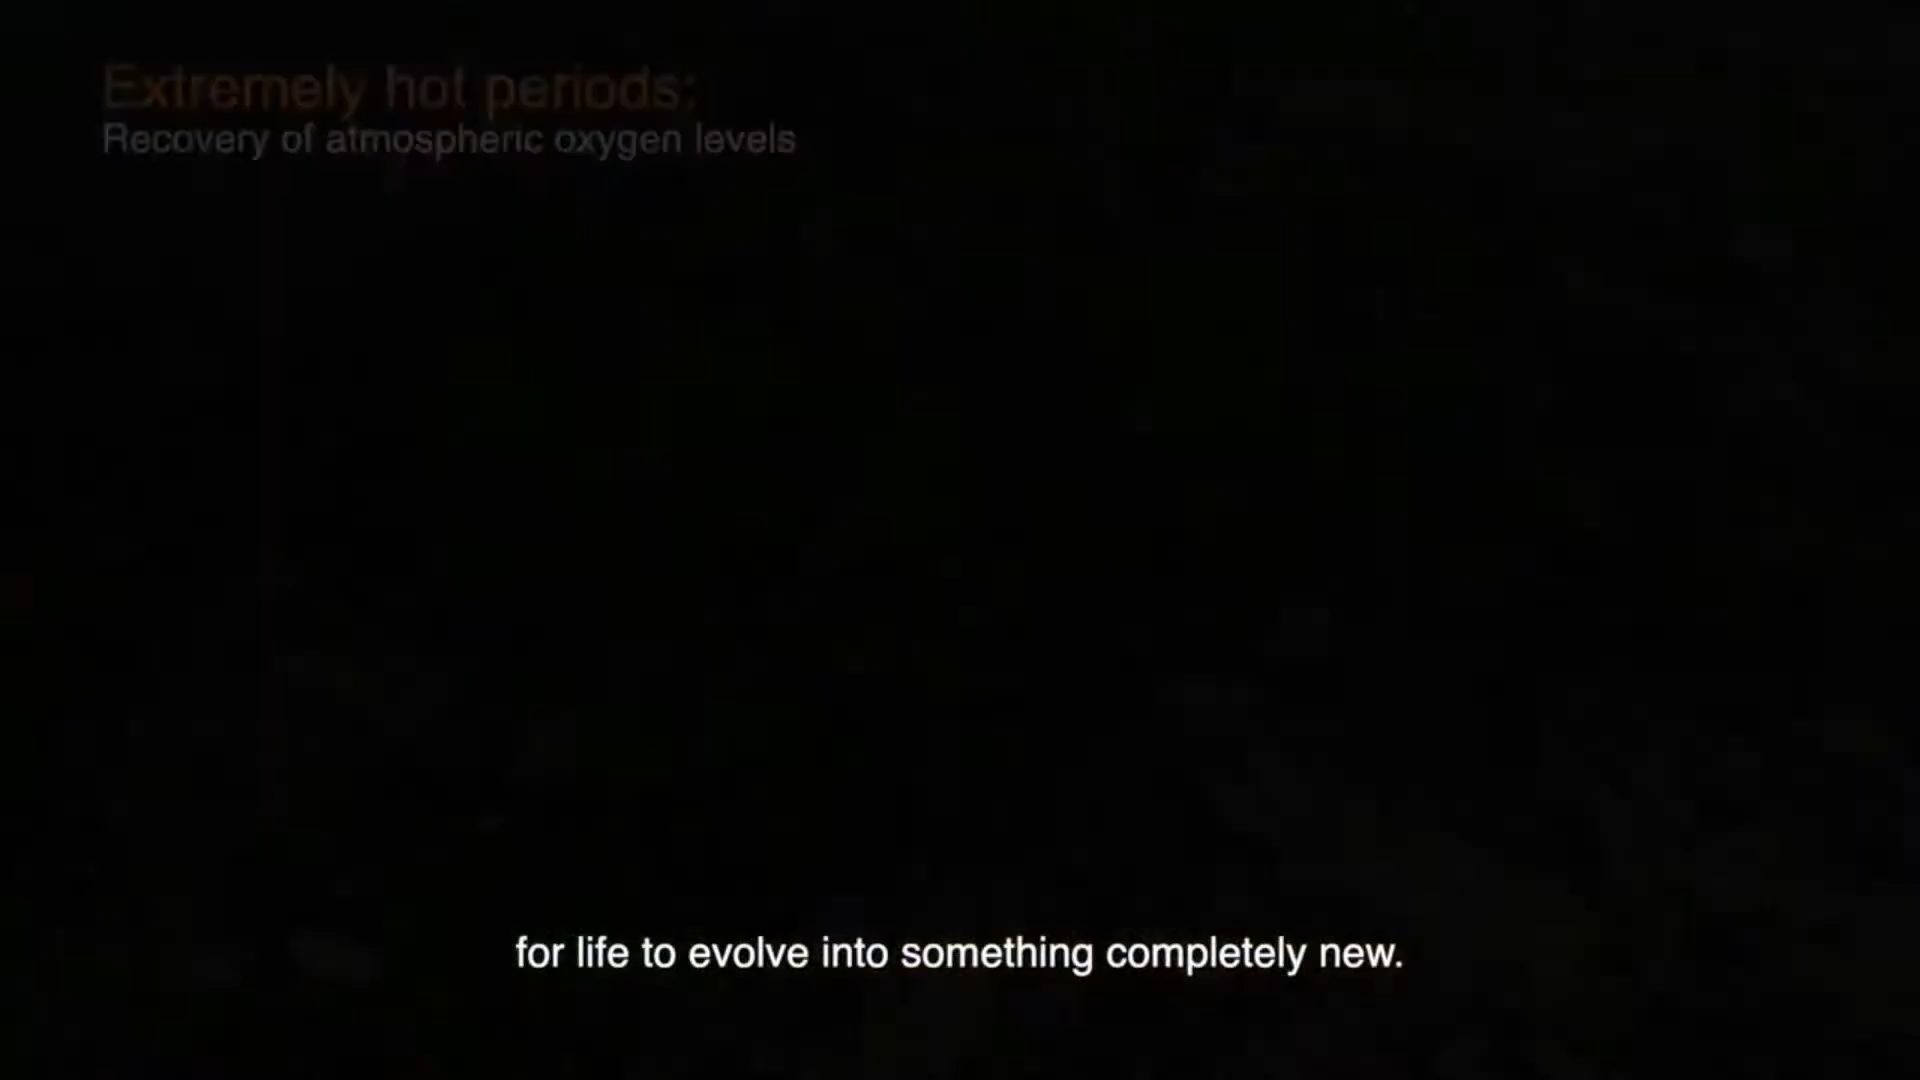 Extremely hot periods:
Recovery of atmospheric oxygen levels
for life to evolve into something completely new.